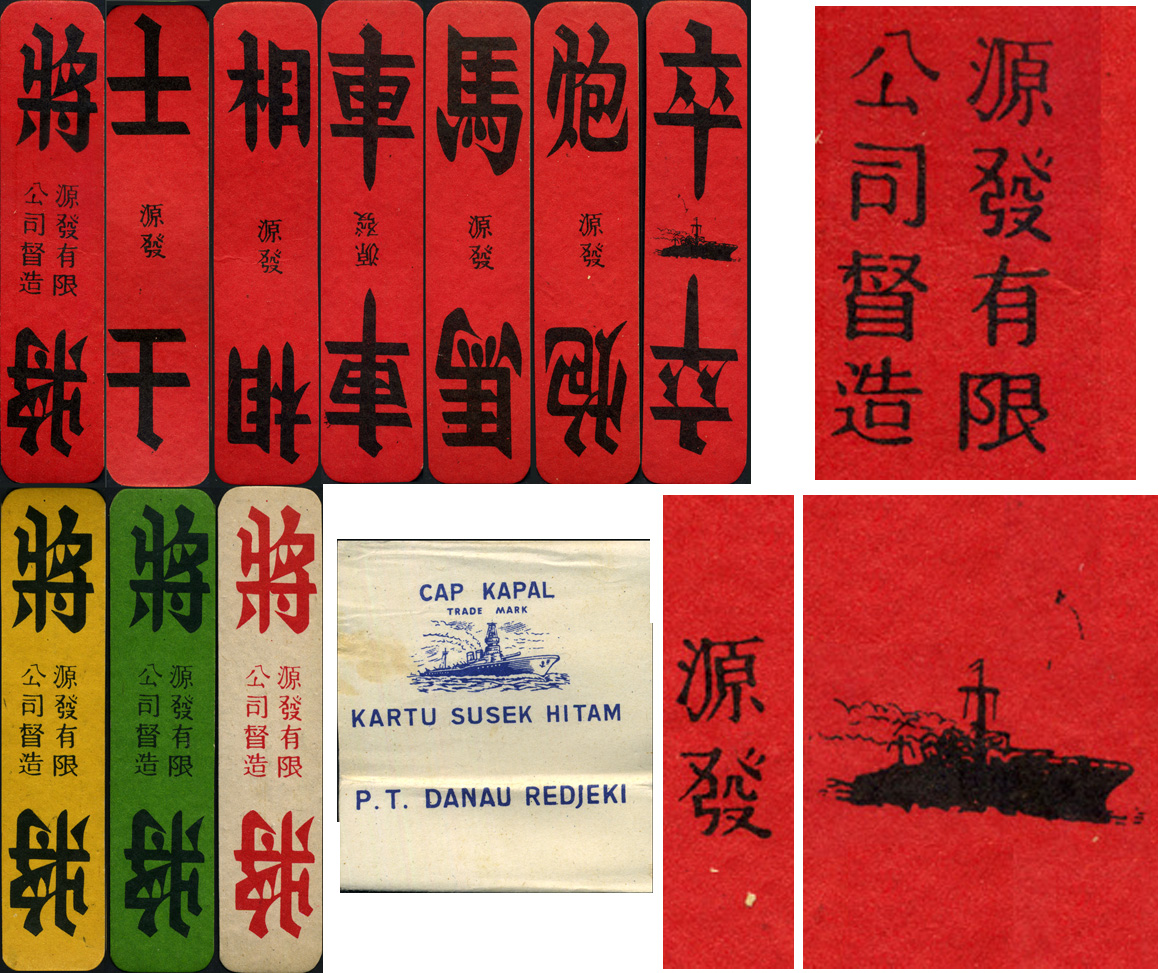 將
源發有限
公司督造
將
士
源發
士
相
源發
相
車
源發
車
馬
源發
馬
炮
源發
炮
卒
卒
源發有限
公司督造
將
源發有限
公司督造
將
將
源發有限
公司督造
將
將
源發有限
公司督造
將
CAP KAPAL
TRADE MARK
KARTU SUSEK HITAM
P.T. DANAU REDJEKI
源發